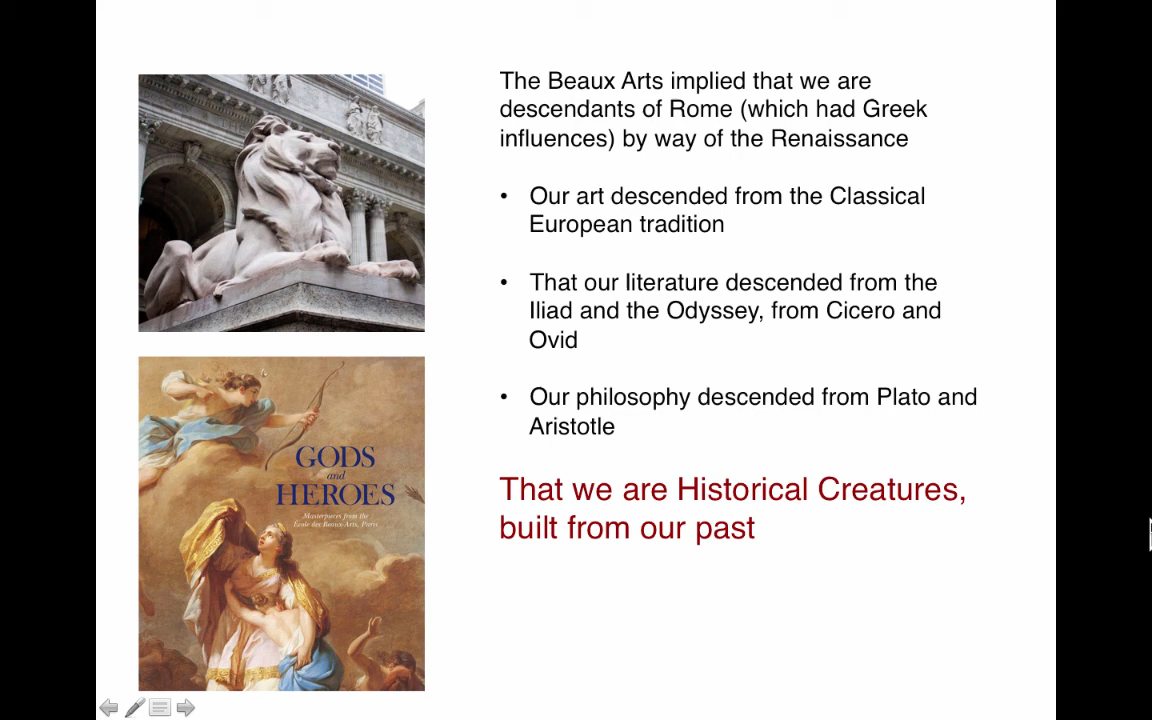 The Beaux Arts implied that we are
descendants of Rome (which had Greek
influences) by way of the Renaissance
• Our art descended from the Classical
European tradition
• That our literature descended from the
Iliad and the Odyssey, from Cicero and
Ovid
• Our philosophy descended from Plato and
Aristotle
That we are Historical Creatures,
built from our past
GODS
and
HEROES
Masterpieces from the
École des Beaux-Arts, Paris